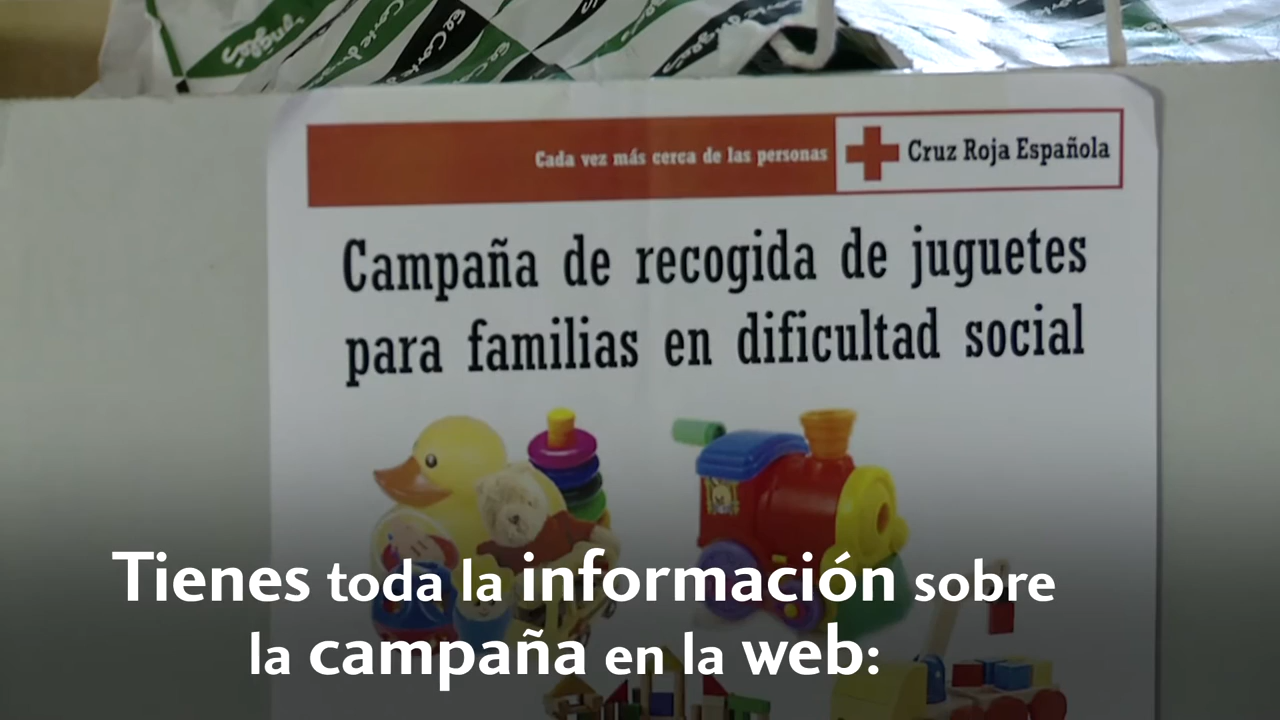 Cada vez más cerca de las personas
Cruz Roja Española
Campaña de recogida de juguetes
para familias en dificultad social
Tienes toda la información sobre
la campaña en la web: